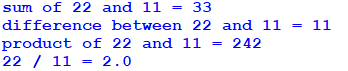 sum of 22 and 11 = 33
difference between 22 and 11 = 11
product of 22 and 11 = 242
22 / 11 = 2.0